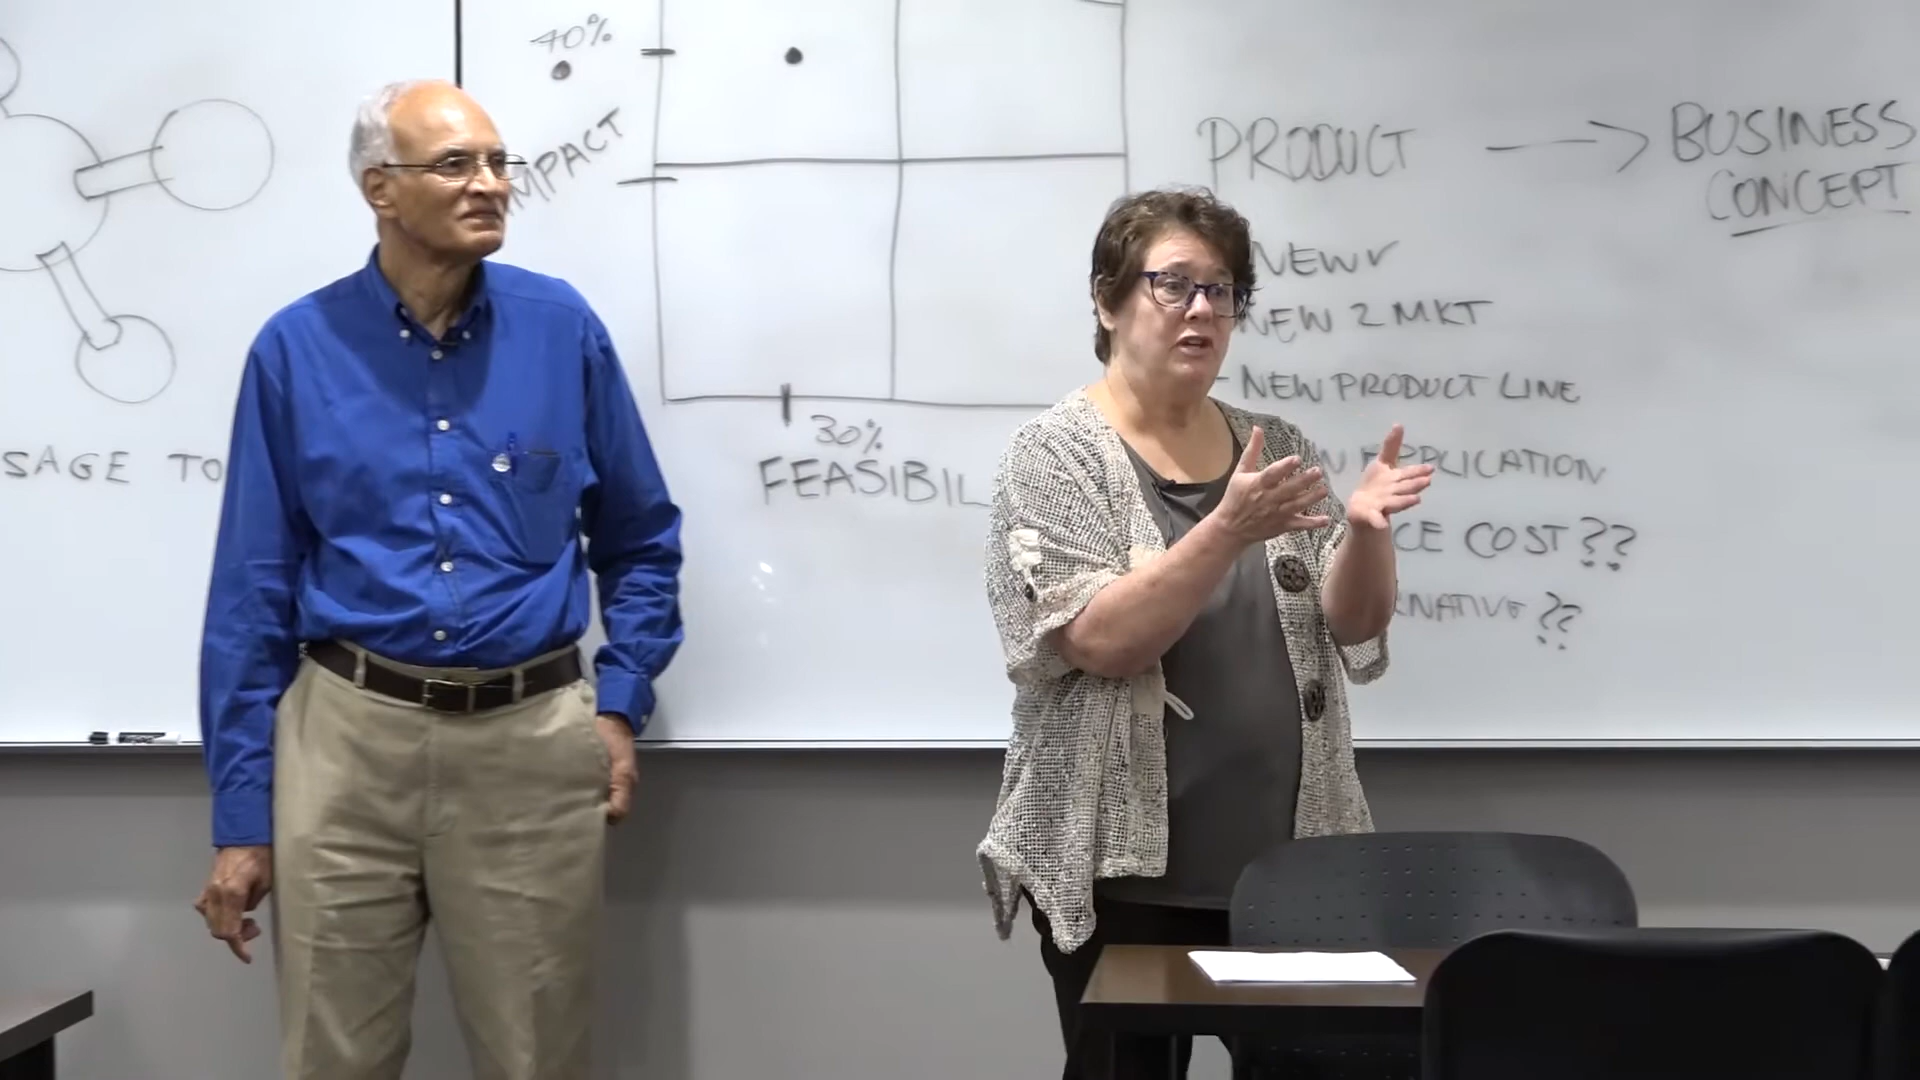 SAGE TO
40%
IMPACT
30%
FEASIBIL
PRODUCT → BUSINESS
CONCEPT
NEW ✓
NEW 2 MKT
- NEW PRODUCT LINE
APPLICATION
CE COST ??
RNATIVE ??